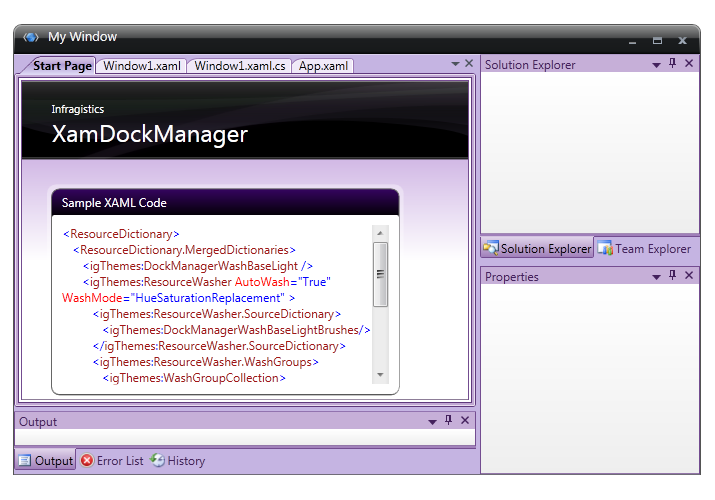 My Window
Start Page Window1.xaml Window1.xaml.cs App.xaml
Infragistics
XamDockManager
Sample XAML Code
<ResourceDictionary>
<ResourceDictionary.MergedDictionaries>
<igThemes:DockManagerWashBaseLight />
<igThemes:ResourceWasher AutoWash="True"
WashMode="HueSaturationReplacement" >
<igThemes:ResourceWasher.SourceDictionary>
<igThemes:DockManagerWashBaseLightBrushes/>
</igThemes:ResourceWasher.SourceDictionary>
<igThemes:ResourceWasher.WashGroups>
<igThemes:WashGroupCollection>
Output
Output Error List History
Solution Explorer
Solution Explorer Team Explorer
Properties